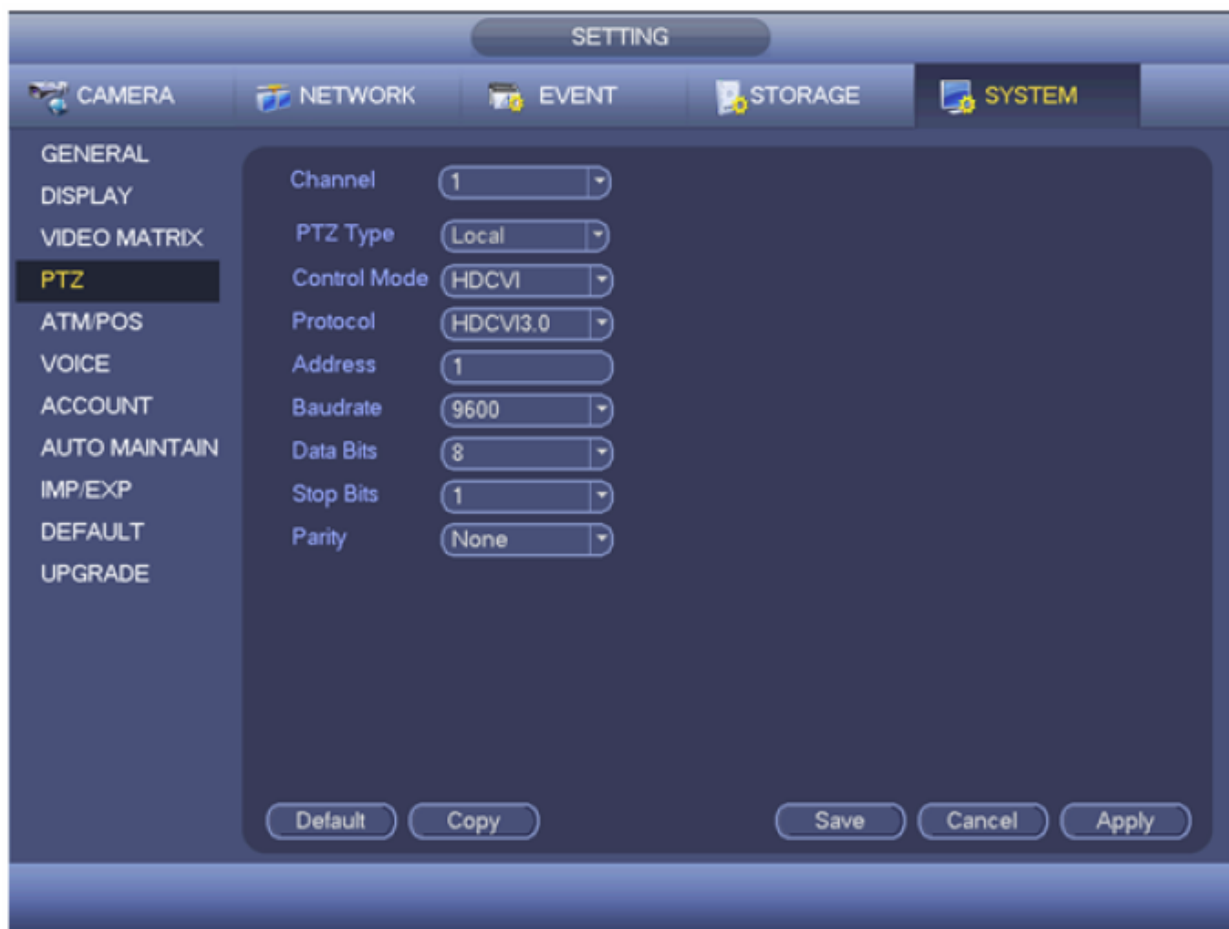 SETTING
CAMERA NETWORK EVENT STORAGE SYSTEM
GENERAL
DISPLAY
VIDEO MATRIX
PTZ
ATM/POS
VOICE
ACCOUNT
AUTO MAINTAIN
IMP/EXP
DEFAULT
UPGRADE
Channel 1
PTZ Type Local
Control Mode HDCVI
Protocol HDCVI3.0
Address 1
Baudrate 9600
Data Bits 8
Stop Bits 1
Parity None
Default Copy Save Cancel Apply